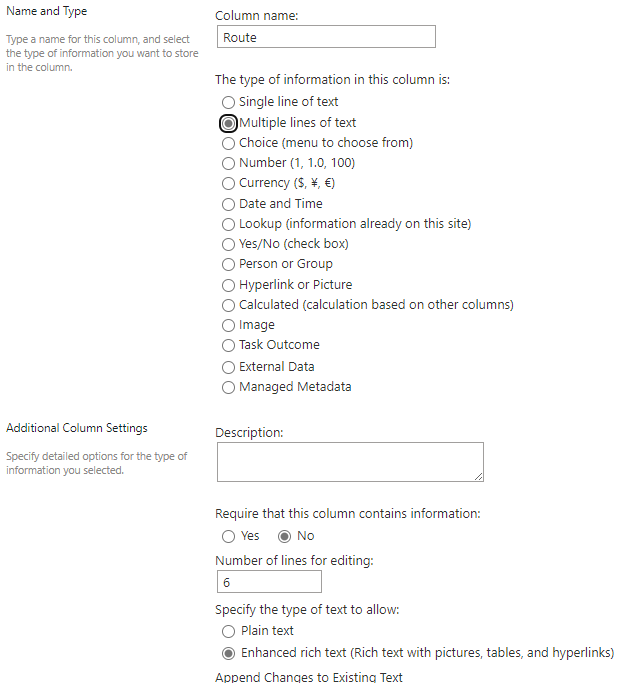 Name and Type
Type a name for this column, and select
the type of information you want to store
in the column.
Column name:
Route
The type of information in this column is:
Single line of text
Multiple lines of text
Choice (menu to choose from)
Number (1, 1.0, 100)
Currency ($, ¥, €)
Date and Time
Lookup (information already on this site)
Yes/No (check box)
Person or Group
Hyperlink or Picture
Calculated (calculation based on other columns)
Image
Task Outcome
External Data
Managed Metadata
Additional Column Settings
Specify detailed options for the type of
information you selected.
Description:
Require that this column contains information:
Yes No
Number of lines for editing:
6
Specify the type of text to allow:
Plain text
Enhanced rich text (Rich text with pictures, tables, and hyperlinks)
Append Changes to Existing Text